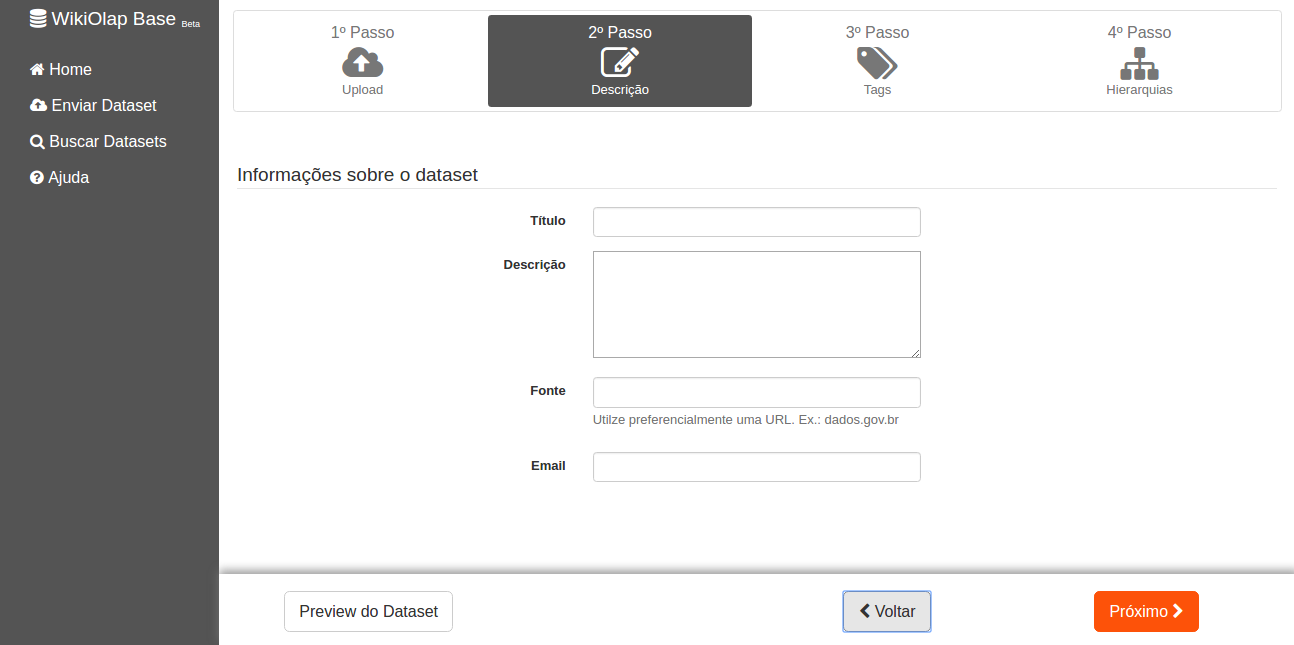 WikiOlap Base Beta
Home
Enviar Dataset
Buscar Datasets
Ajuda
1º Passo
Upload
2º Passo
Descrição
3º Passo
Tags
4º Passo
Hierarquias
Informações sobre o dataset
Título
Descrição
Fonte
Utilze preferencialmente uma URL. Ex.: dados.gov.br
Email
Preview do Dataset
Voltar
Próximo